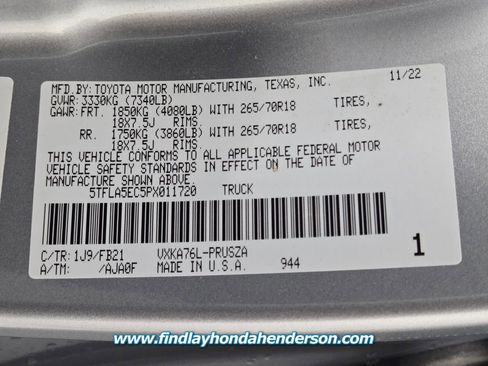 MFD.BY: TOYOTA MOTOR MANUFACTURING, TEXAS, INC. 11/22
GVWR: 3330KG (7340LB)
GAWR: FRT. 1850KG (4080LB) WITH 265/70R18 TIRES,
18X7.5J RIMS.
RR. 1750KG (3860LB) WITH 265/70R18 TIRES,
18X7.5J RIMS.
THIS VEHICLE CONFORMS TO ALL APPLICABLE FEDERAL MOTOR
VEHICLE SAFETY STANDARDS IN EFFECT ON THE DATE OF
MANUFACTURE SHOWN ABOVE.
5TFLA5EC5PX011720 TRUCK
C/TR: 1J9/FB21 VXKA76L-PRUSZA 1
A/TM: /AJA0F MADE IN U.S.A. 944
www.findlayhondahenderson.com